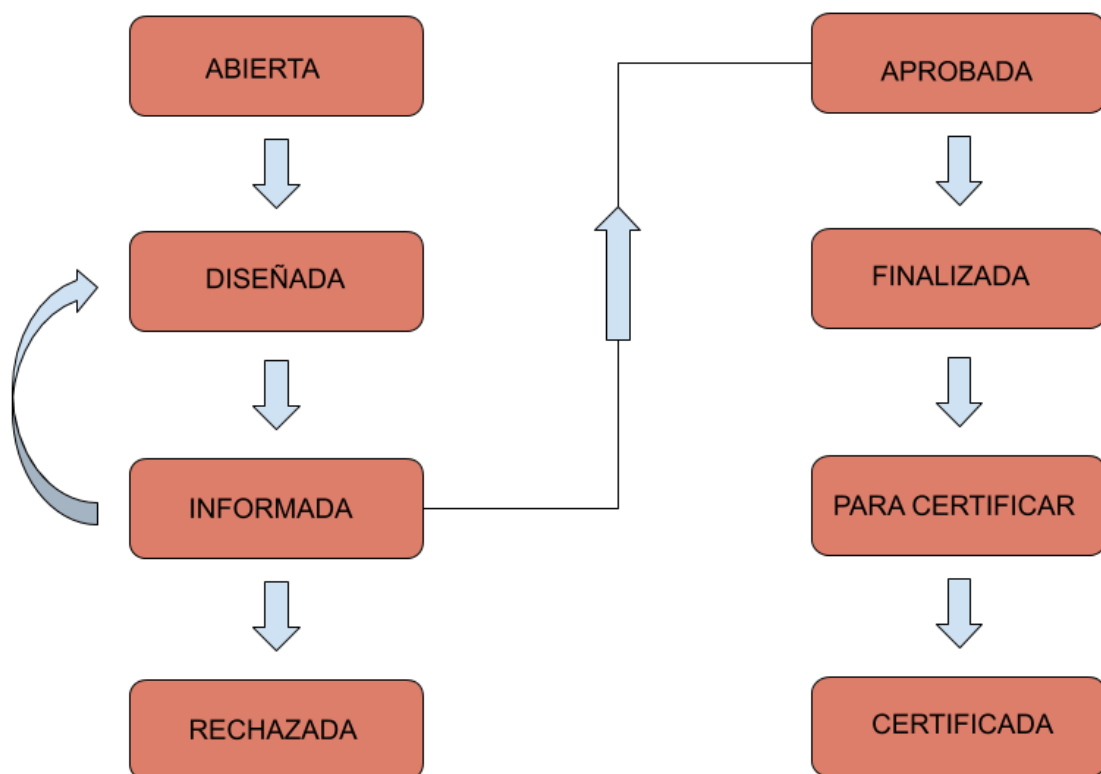 ABIERTA
DISEÑADA
INFORMADA
RECHAZADA
APROBADA
FINALIZADA
PARA CERTIFICAR
CERTIFICADA